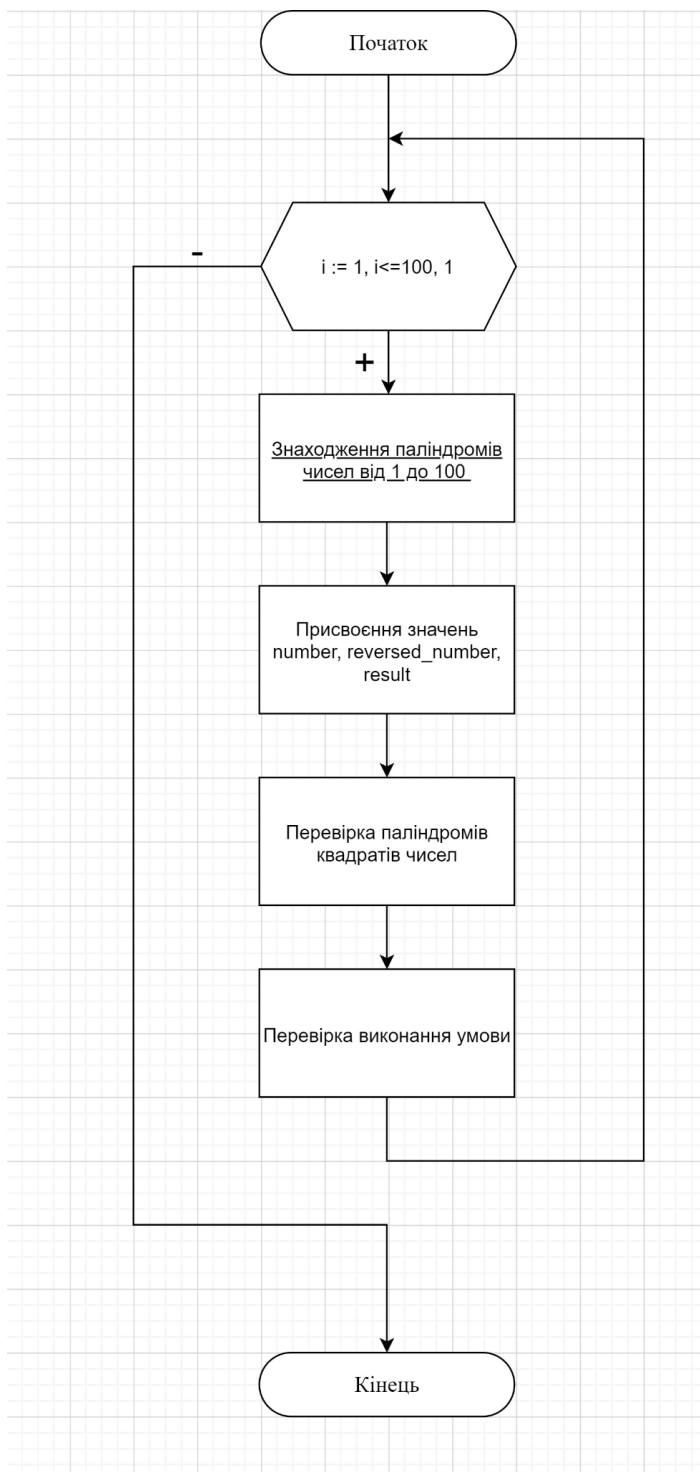 Початок
-
i := 1, i<=100, 1
+
Знаходження паліндромів
чисел від 1 до 100
Присвоєння значень
number, reversed_number,
result
Перевірка паліндромів
квадратів чисел
Перевірка виконання умови
Кінець